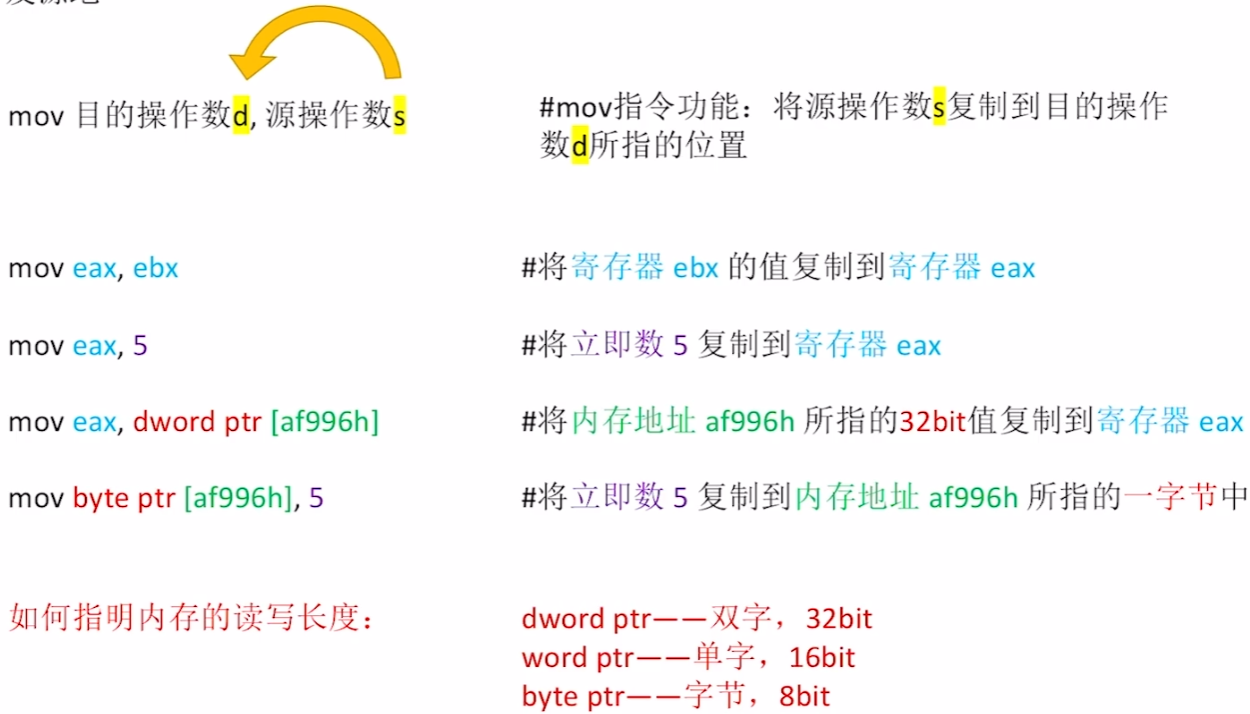 mov 目的操作数d, 源操作数s
#mov指令功能：将源操作数s复制到目的操作
数d所指的位置
mov eax, ebx
#将寄存器 ebx 的值复制到寄存器 eax
mov eax, 5
#将立即数 5 复制到寄存器 eax
mov eax, dword ptr [af996h]
#将内存地址 af996h 所指的32bit值复制到寄存器 eax
mov byte ptr [af996h], 5
#将立即数 5 复制到内存地址 af996h 所指的一字节中
如何指明内存的读写长度：
dword ptr——双字，32bit
word ptr——单字，16bit
byte ptr——字节，8bit